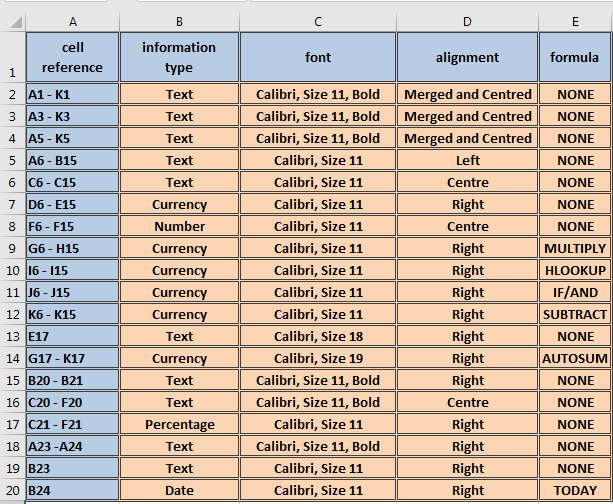 A B C D E
1 cell reference information type font alignment formula
2 A1 - K1 Text Calibri, Size 11, Bold Merged and Centred NONE
3 A3 - K3 Text Calibri, Size 11, Bold Merged and Centred NONE
4 A5 - K5 Text Calibri, Size 11, Bold Merged and Centred NONE
5 A6 - B15 Text Calibri, Size 11 Left NONE
6 C6 - C15 Text Calibri, Size 11 Centre NONE
7 D6 - E15 Currency Calibri, Size 11 Right NONE
8 F6 - F15 Number Calibri, Size 11 Centre NONE
9 G6 - H15 Currency Calibri, Size 11 Right MULTIPLY
10 I6 - I15 Currency Calibri, Size 11 Right HLOOKUP
11 J6 - J15 Currency Calibri, Size 11 Right IF/AND
12 K6 - K15 Currency Calibri, Size 11 Right SUBTRACT
13 E17 Text Calibri, Size 18 Right NONE
14 G17 - K17 Currency Calibri, Size 19 Right AUTOSUM
15 B20 - B21 Text Calibri, Size 11, Bold Right NONE
16 C20 - F20 Text Calibri, Size 11, Bold Centre NONE
17 C21 - F21 Percentage Calibri, Size 11 Right NONE
18 A23 -A24 Text Calibri, Size 11, Bold Right NONE
19 B23 Text Calibri, Size 11 Right NONE
20 B24 Date Calibri, Size 11 Right TODAY